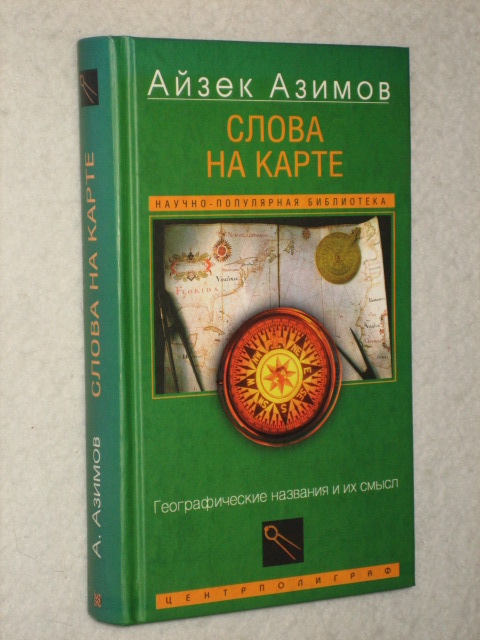 Айзек Азимов
СЛОВА
НА КАРТЕ
НАУЧНО-ПОПУЛЯРНАЯ БИБЛИОТЕКА
Географические названия и их смысл
ЦЕНТРПОЛИГРАФ
А. Азимов СЛОВА НА КАРТЕ